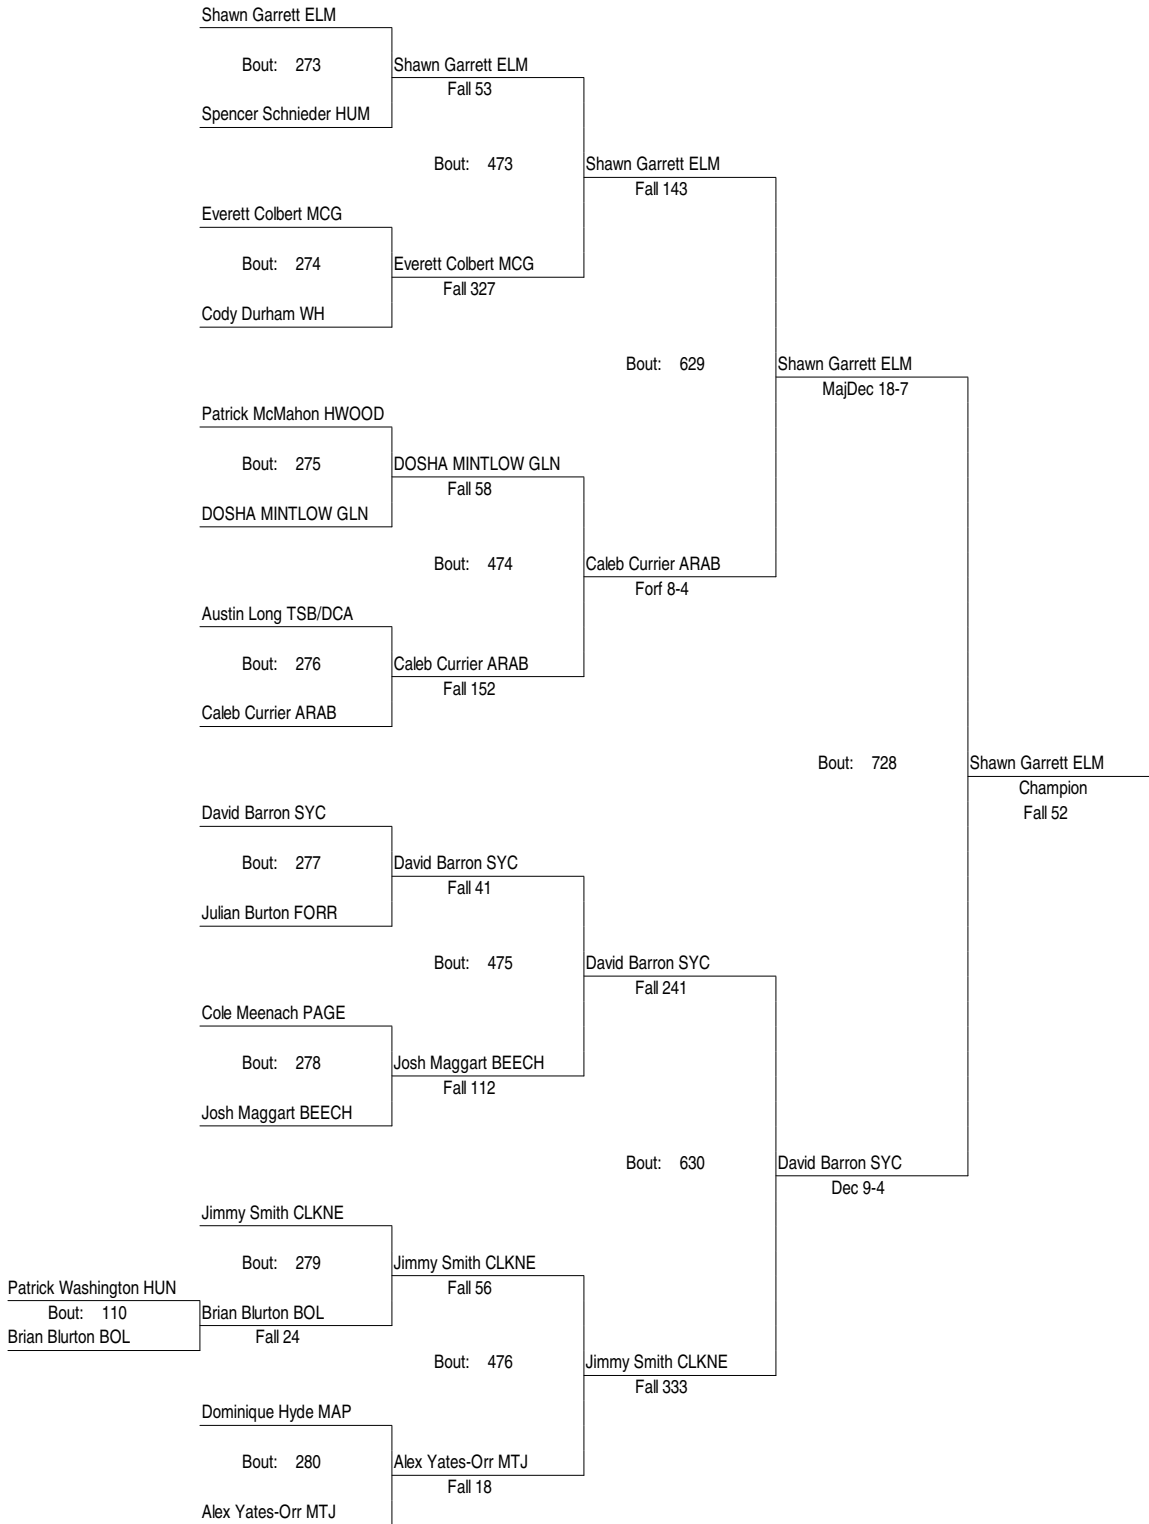 Shawn Garrett ELM
Bout: 273
Shawn Garrett ELM
Fall 53
Spencer Schnieder HUM
Bout: 473
Shawn Garrett ELM
Fall 143
Everett Colbert MCG
Bout: 274
Everett Colbert MCG
Fall 327
Cody Durham WH
Bout: 629
Shawn Garrett ELM
MajDec 18-7
Patrick McMahon HWOOD
Bout: 275
DOSHA MINTLOW GLN
Fall 58
DOSHA MINTLOW GLN
Bout: 474
Caleb Currier ARAB
Forf 8-4
Austin Long TSB/DCA
Bout: 276
Caleb Currier ARAB
Fall 152
Caleb Currier ARAB
Bout: 728
Shawn Garrett ELM
Champion
Fall 52
David Barron SYC
Bout: 277
David Barron SYC
Fall 41
Julian Burton FORR
Bout: 475
David Barron SYC
Fall 241
Cole Meenach PAGE
Bout: 278
Josh Maggart BEECH
Fall 112
Josh Maggart BEECH
Bout: 630
David Barron SYC
Dec 9-4
Jimmy Smith CLKNE
Bout: 279
Jimmy Smith CLKNE
Fall 56
Patrick Washington HUN
Bout: 110
Brian Blurton BOL
Brian Blurton BOL
Fall 24
Bout: 476
Jimmy Smith CLKNE
Fall 333
Dominique Hyde MAP
Bout: 280
Alex Yates-Orr MTJ
Fall 18
Alex Yates-Orr MTJ